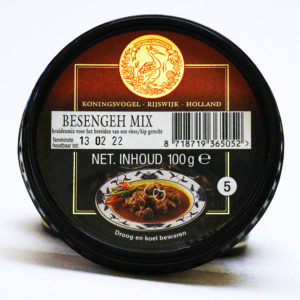 KONINGSVOGEL - RIJSWIJK - HOLLAND
BESENGEH MIX
kruidenmix voor het bereiden van een vlees/kip gerecht
Tenminste houdbaar tot: 13 02 22
8 718719 365052 >
NET. INHOUD 100 g e
5
Droog en koel bewaren